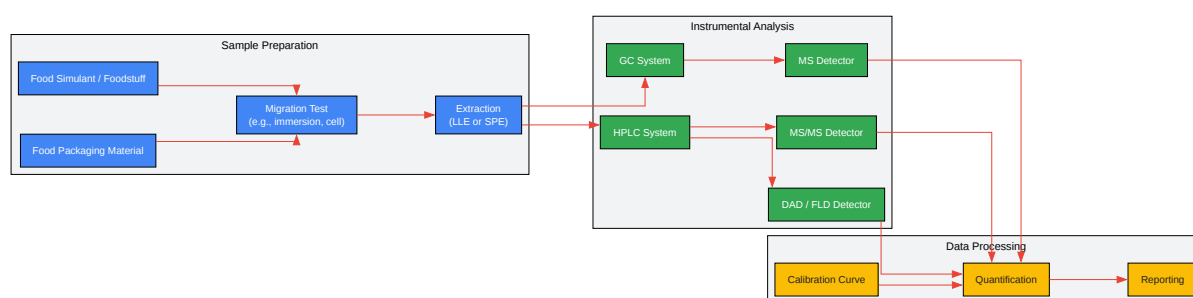 Sample Preparation
Food Simulant / Foodstuff
Migration Test
(e.g., immersion, cell)
Food Packaging Material
Extraction
(LLE or SPE)
Instrumental Analysis
GC System
MS Detector
HPLC System
MS/MS Detector
DAD / FLD Detector
Data Processing
Calibration Curve
Quantification
Reporting